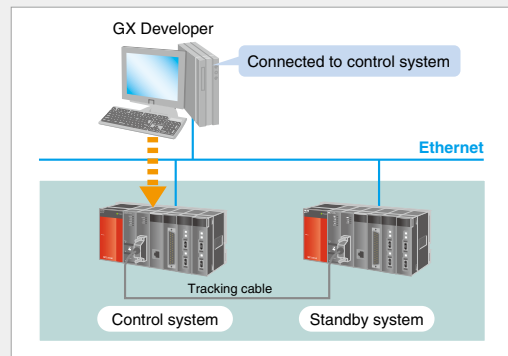 GX Developer
Connected to control system
Ethernet
Tracking cable
Control system
Standby system